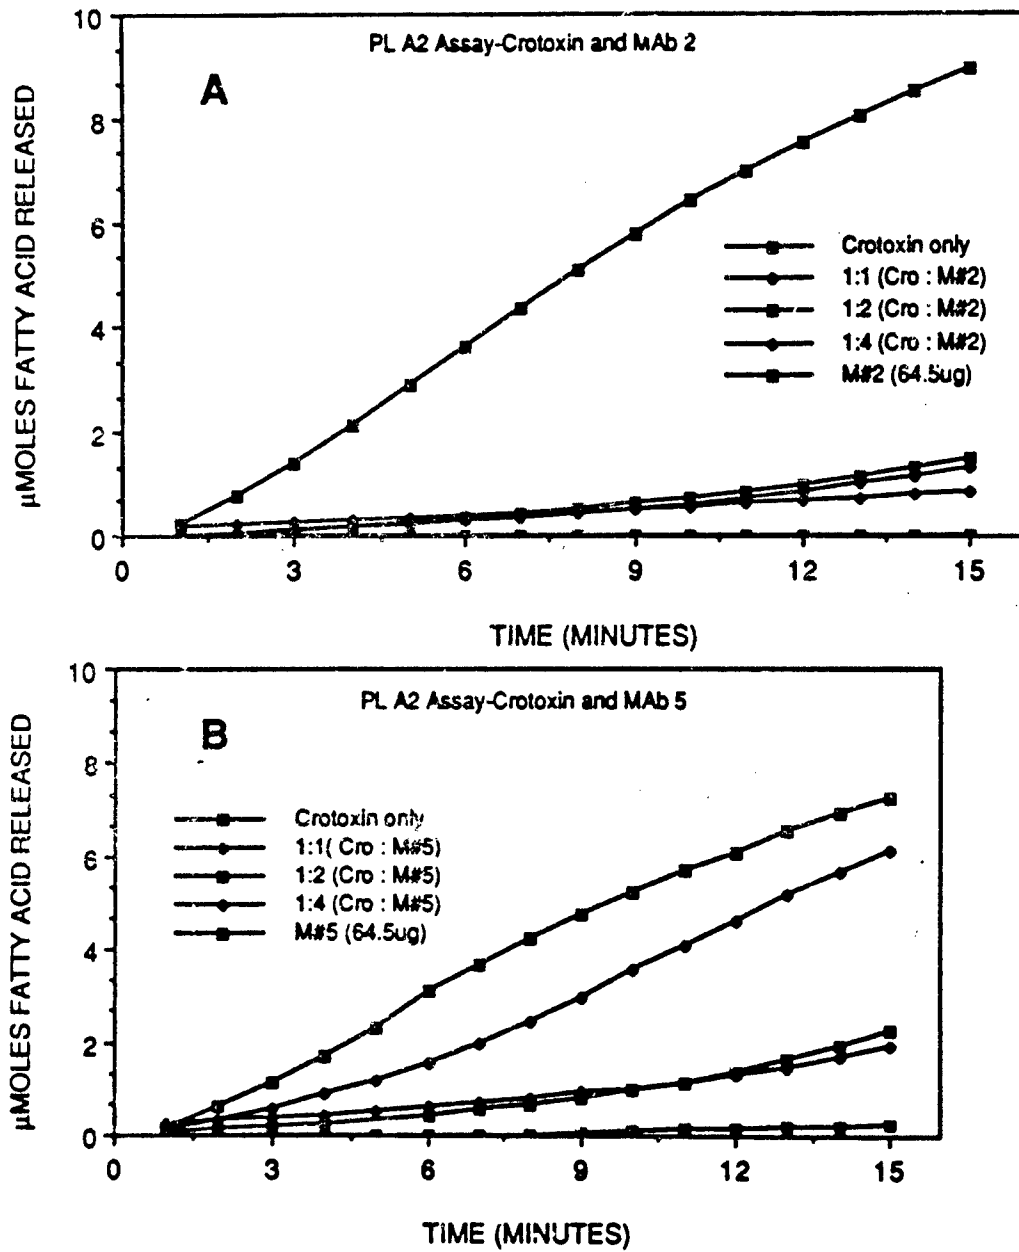 PL A2 Assay-Crotoxin and MAb 2
A
µMOLES FATTY ACID RELEASED
10
8
6
4
2
0
Crotoxin only
1:1 (Cro : M#2)
1:2 (Cro : M#2)
1:4 (Cro : M#2)
M#2 (64.5ug)
0 3 6 9 12 15
TIME (MINUTES)
PL A2 Assay-Crotoxin and MAb 5
B
µMOLES FATTY ACID RELEASED
10
8
6
4
2
0
Crotoxin only
1:1( Cro : M#5)
1:2 (Cro : M#5)
1:4 (Cro : M#5)
M#5 (64.5ug)
0 3 6 9 12 15
TIME (MINUTES)